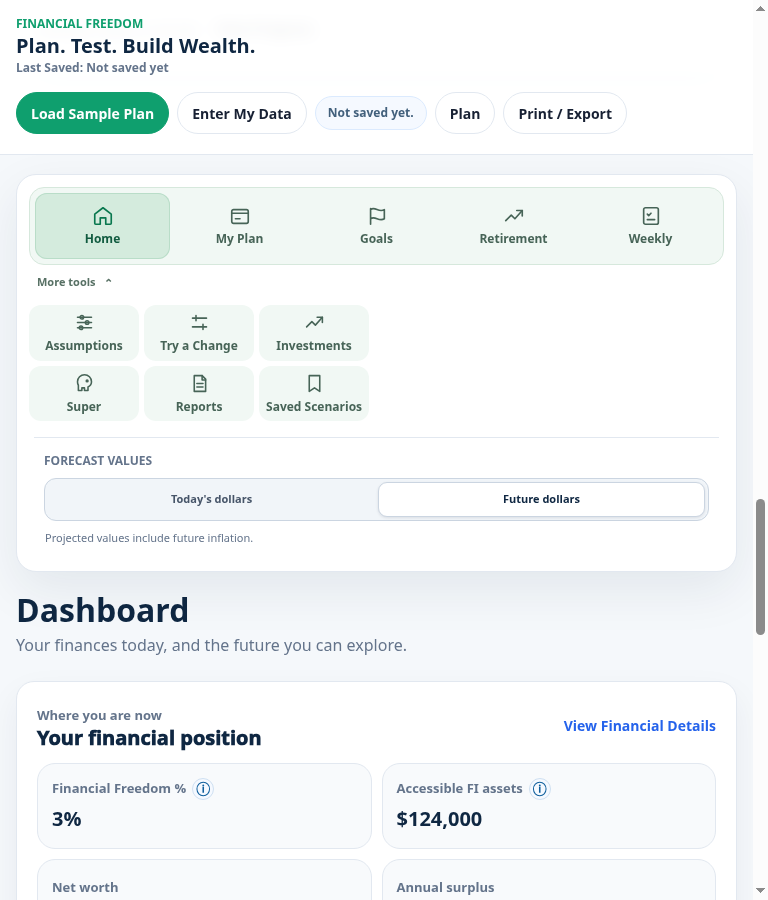 FINANCIAL FREEDOM
Plan. Test. Build Wealth.
Last Saved: Not saved yet
Load Sample Plan
Enter My Data
Not saved yet.
Plan
Print / Export
Home
My Plan
Goals
Retirement
Weekly
More tools
Assumptions
Try a Change
Investments
Super
Reports
Saved Scenarios
FORECAST VALUES
Today's dollars
Future dollars
Projected values include future inflation.
Dashboard
Your finances today, and the future you can explore.
Where you are now
Your financial position
View Financial Details
Financial Freedom %
3%
Accessible FI assets
$124,000
Net worth
Annual surplus